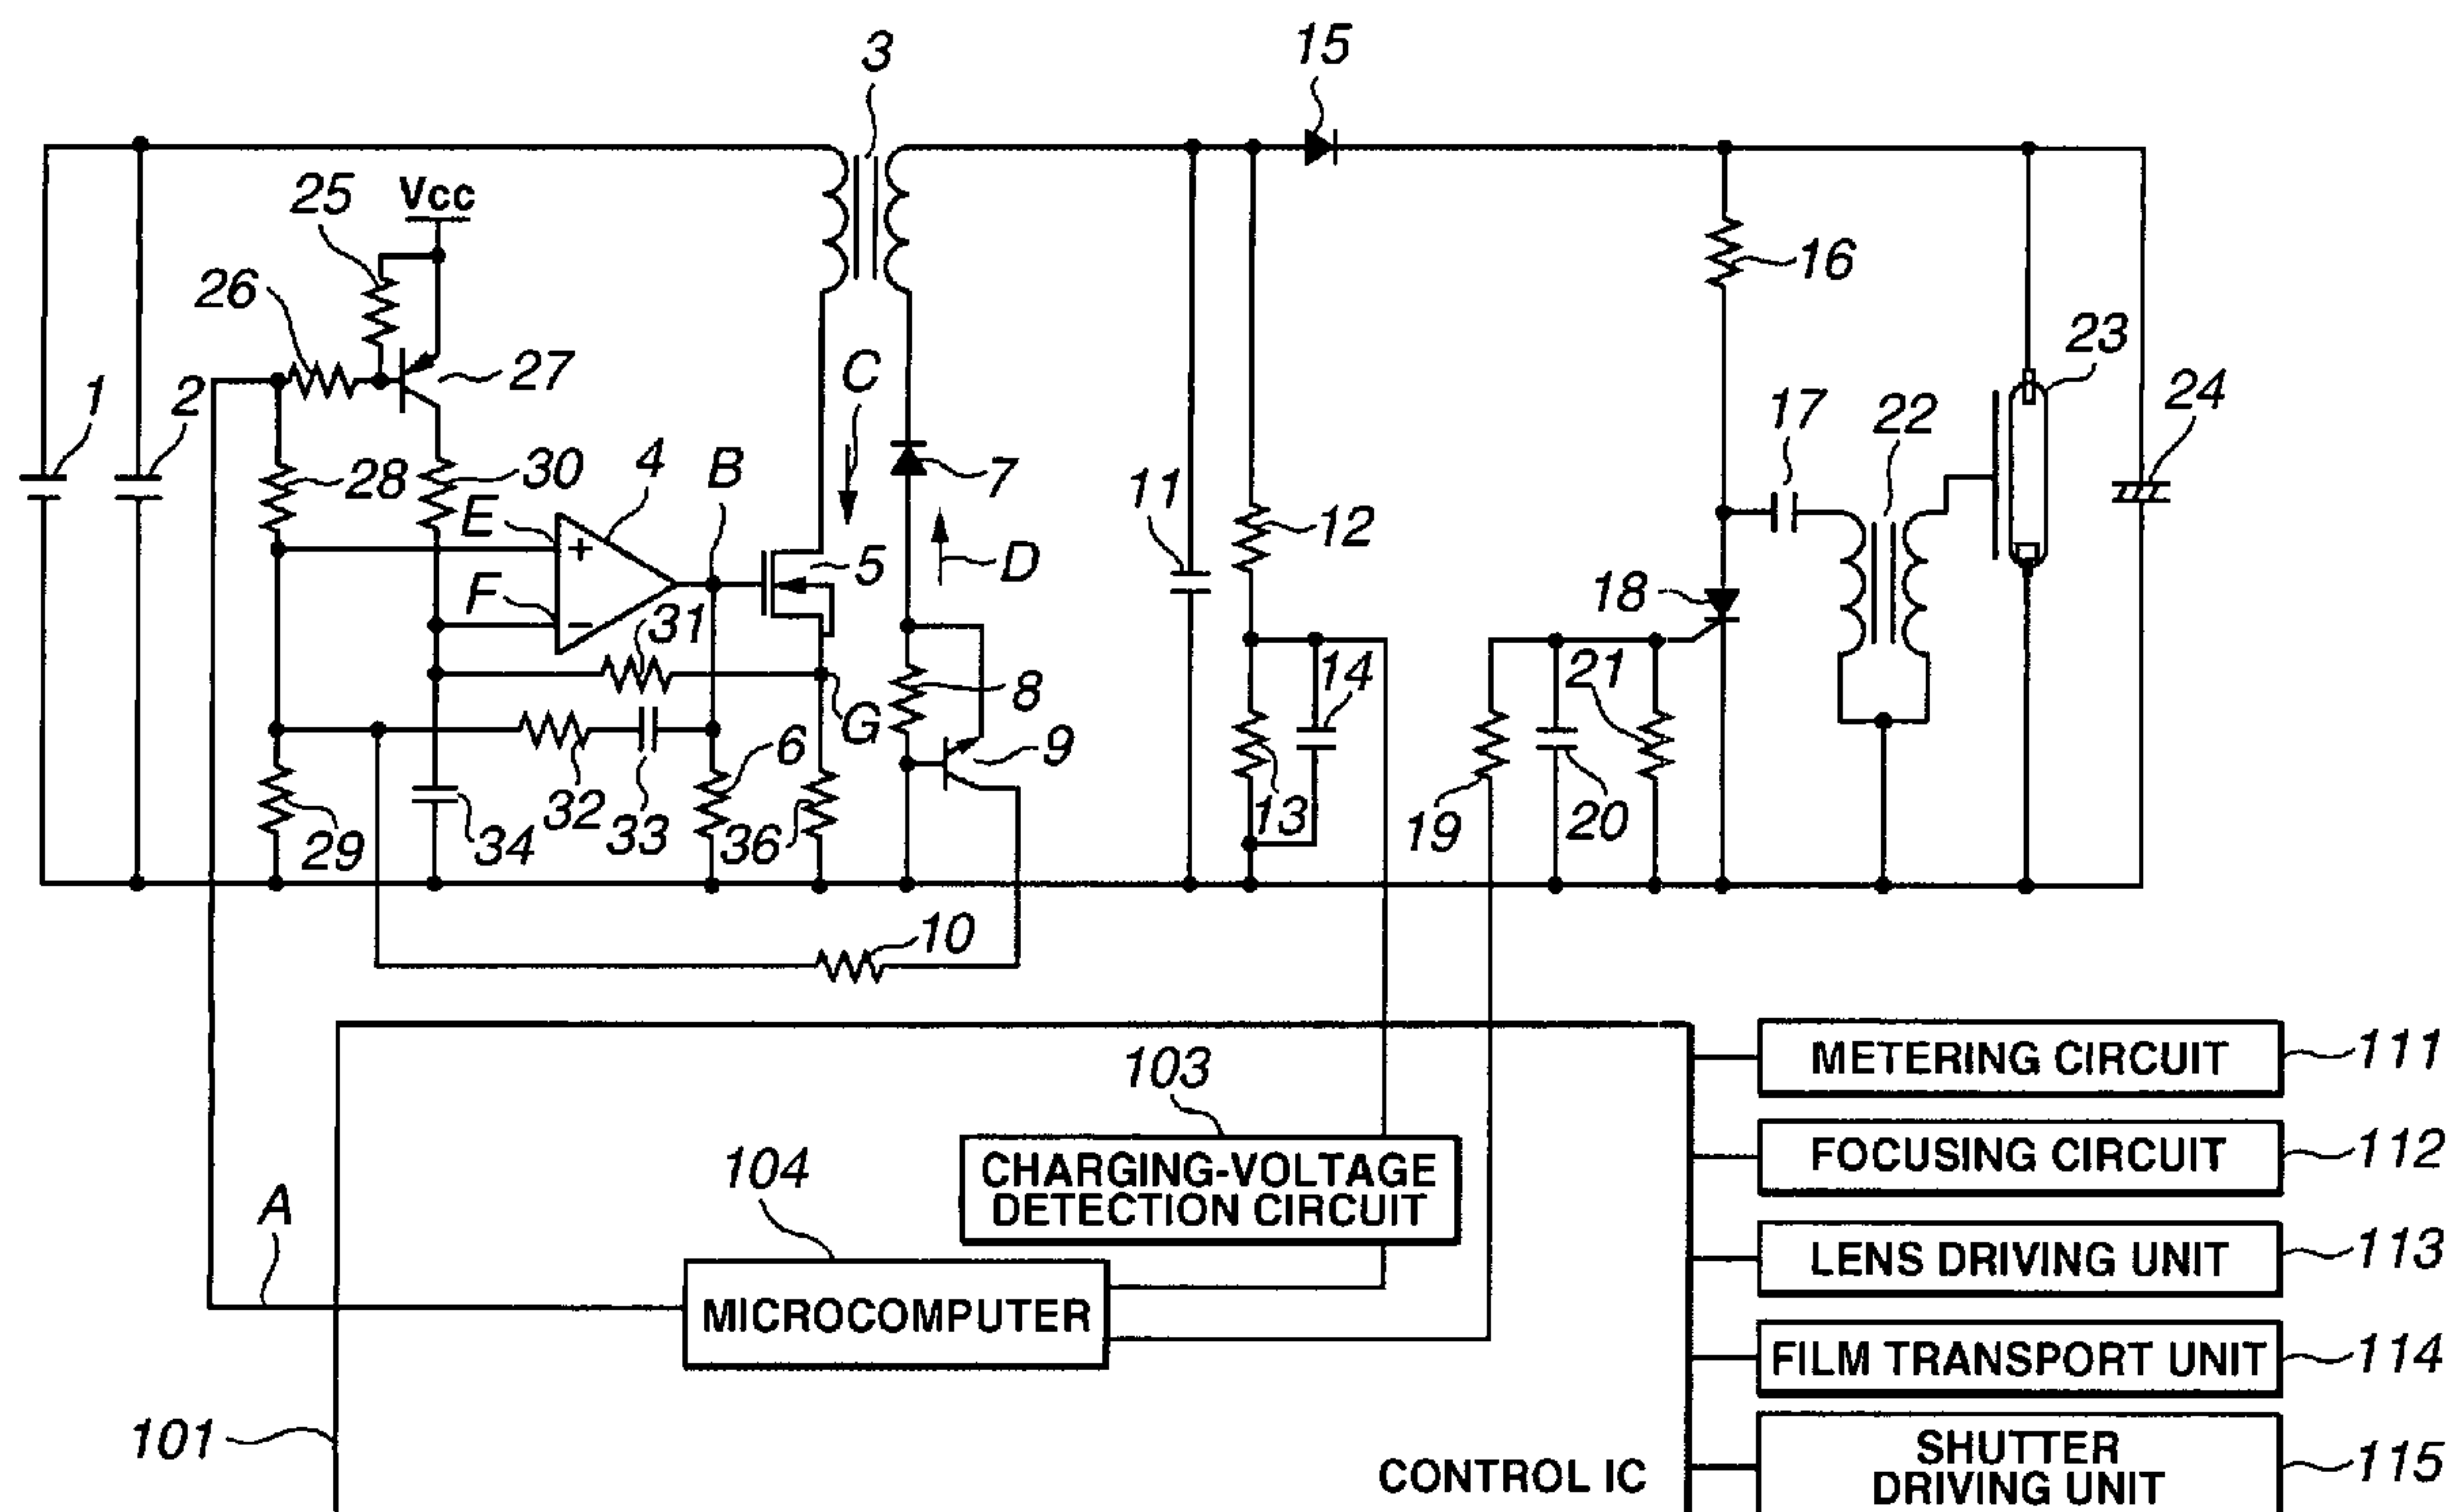 3
15
25
Vcc
26
27
16
23
1
2
C
17
22
24
28
30
4
B
7
11
E
5
D
12
F
18
31
+
−
8
14
21
G
6
9
32
33
36
13
19
20
29
34
10
103
METERING CIRCUIT
111
104
CHARGING-VOLTAGE
DETECTION CIRCUIT
FOCUSING CIRCUIT
112
A
MICROCOMPUTER
LENS DRIVING UNIT
113
FILM TRANSPORT UNIT
114
101
CONTROL IC
SHUTTER
DRIVING UNIT
115